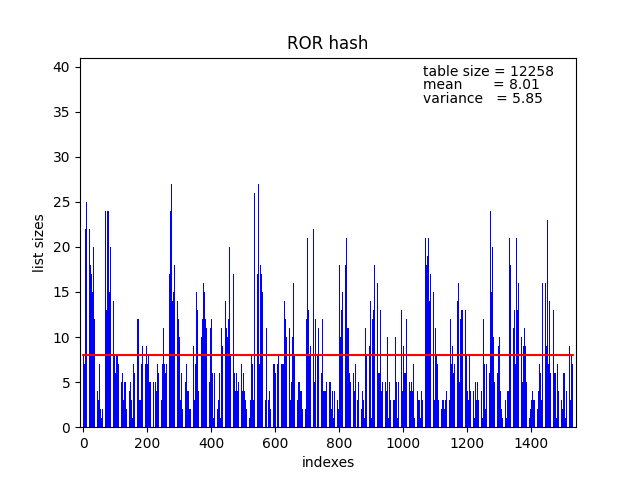 ROR hash
table size = 12258
mean = 8.01
variance = 5.85
40
35
30
25
20
15
10
5
0
list sizes
0 200 400 600 800 1000 1200 1400
indexes